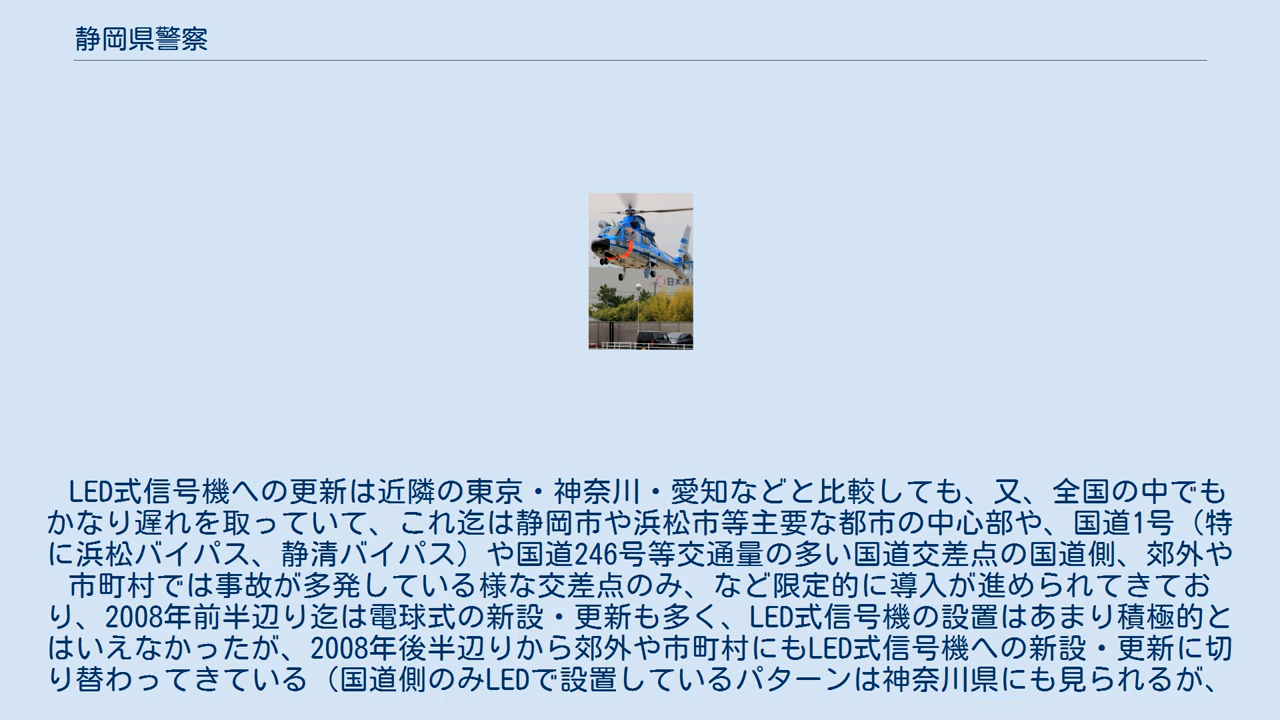 静岡県警察
日本通
LED式信号機への更新は近隣の東京・神奈川・愛知などと比較しても、又、全国の中でも
かなり遅れを取っていて、これ迄は静岡市や浜松市等主要な都市の中心部や、国道1号（特
に浜松バイパス、静清バイパス）や国道246号等交通量の多い国道交差点の国道側、郊外や
市町村では事故が多発している様な交差点のみ、など限定的に導入が進められてきてお
り、2008年前半辺り迄は電球式の新設・更新も多く、LED式信号機の設置はあまり積極的と
はいえなかったが、2008年後半辺りから郊外や市町村にもLED式信号機への新設・更新に切
り替わってきている（国道側のみLEDで設置しているパターンは神奈川県にも見られるが、